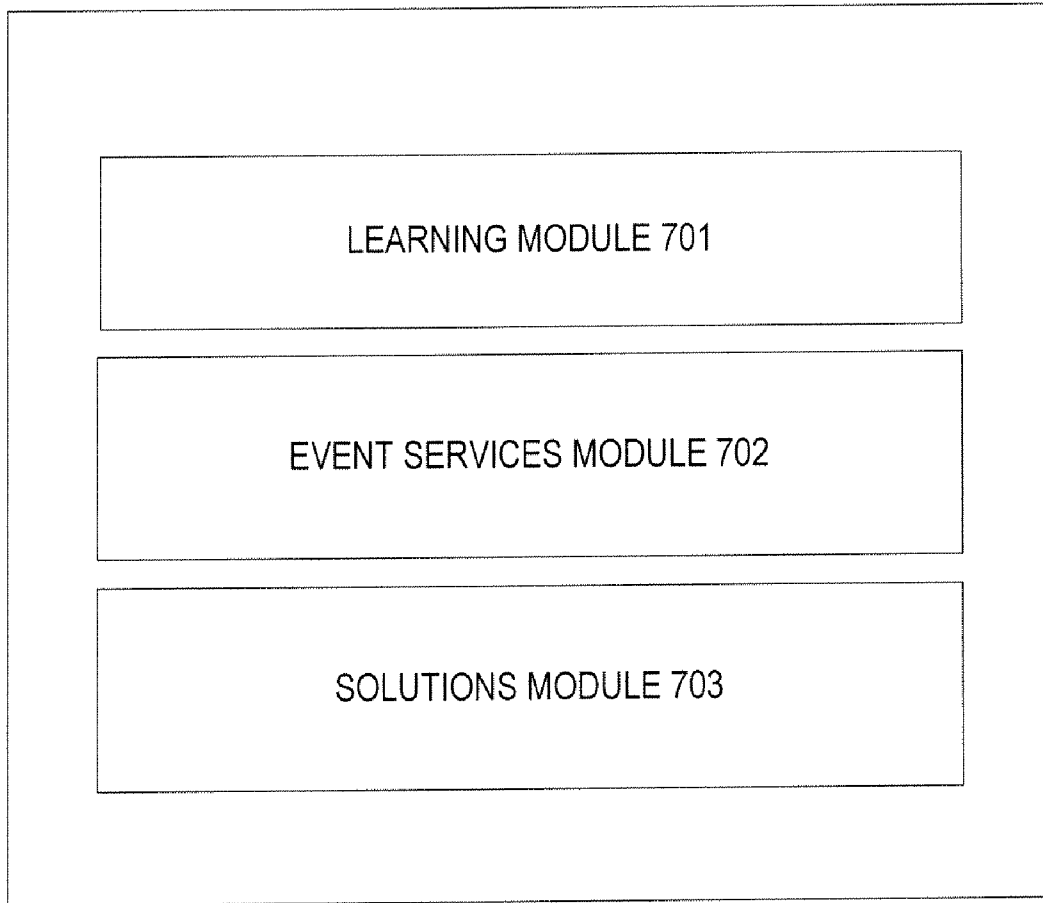 LEARNING MODULE 701
EVENT SERVICES MODULE 702
SOLUTIONS MODULE 703